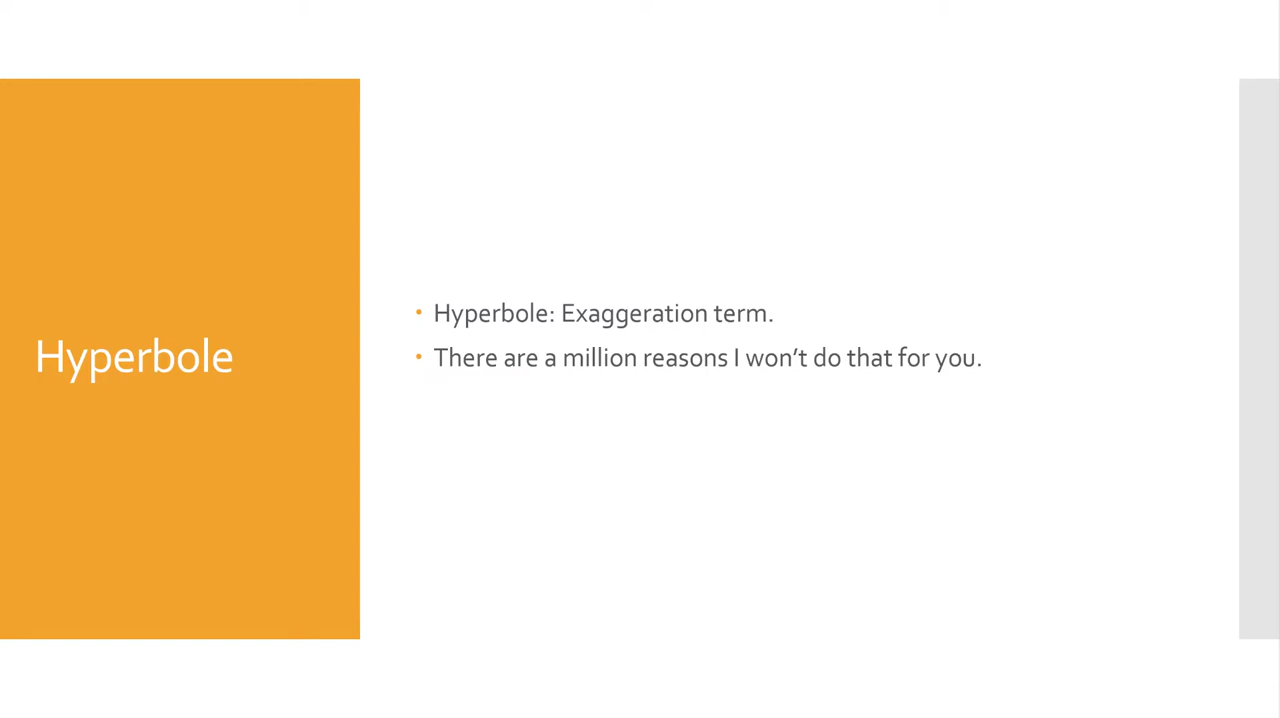 Hyperbole
• Hyperbole: Exaggeration term.
• There are a million reasons I won’t do that for you.